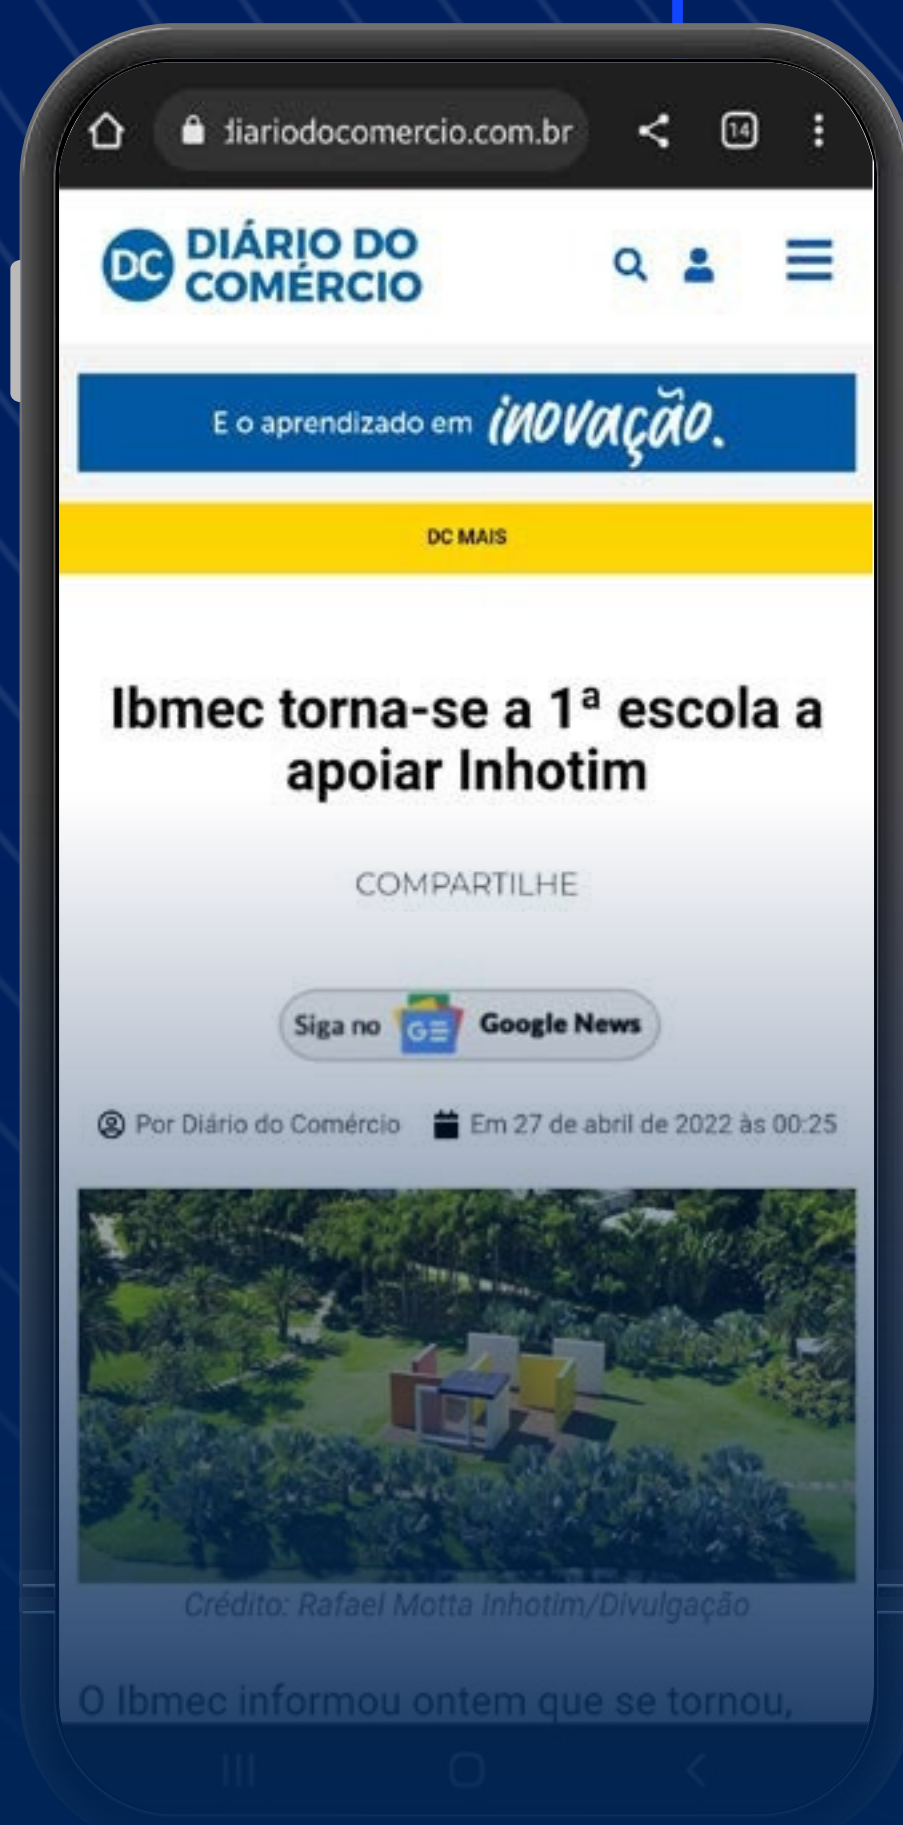 diariodocomercio.com.br
14
DC DIÁRIO DO
COMÉRCIO
E o aprendizado em inovação.
DC MAIS
Ibmec torna-se a 1ª escola a
apoiar Inhotim
COMPARTILHE
Siga no GE Google News
Por Diário do Comércio Em 27 de abril de 2022 às 00:25
Crédito: Rafael Motta Inhotim/Divulgação
O Ibmec informou ontem que se tornou,